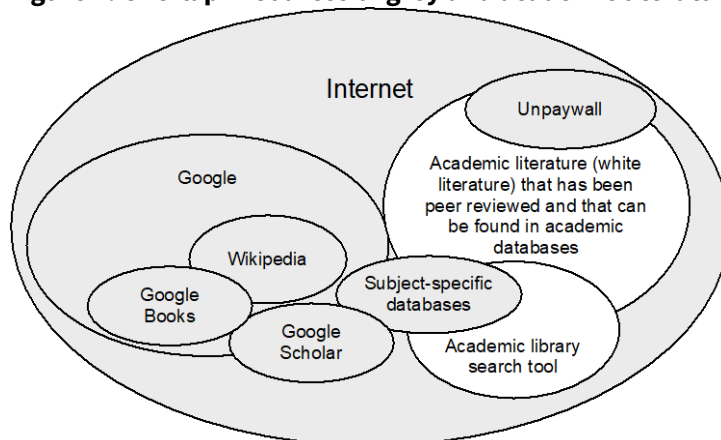 Internet
Unpaywall
Academic literature (white
literature) that has been
peer reviewed and that can
be found in academic
databases
Google
Wikipedia
Google
Books
Subject-specific
databases
Google
Scholar
Academic library
search tool